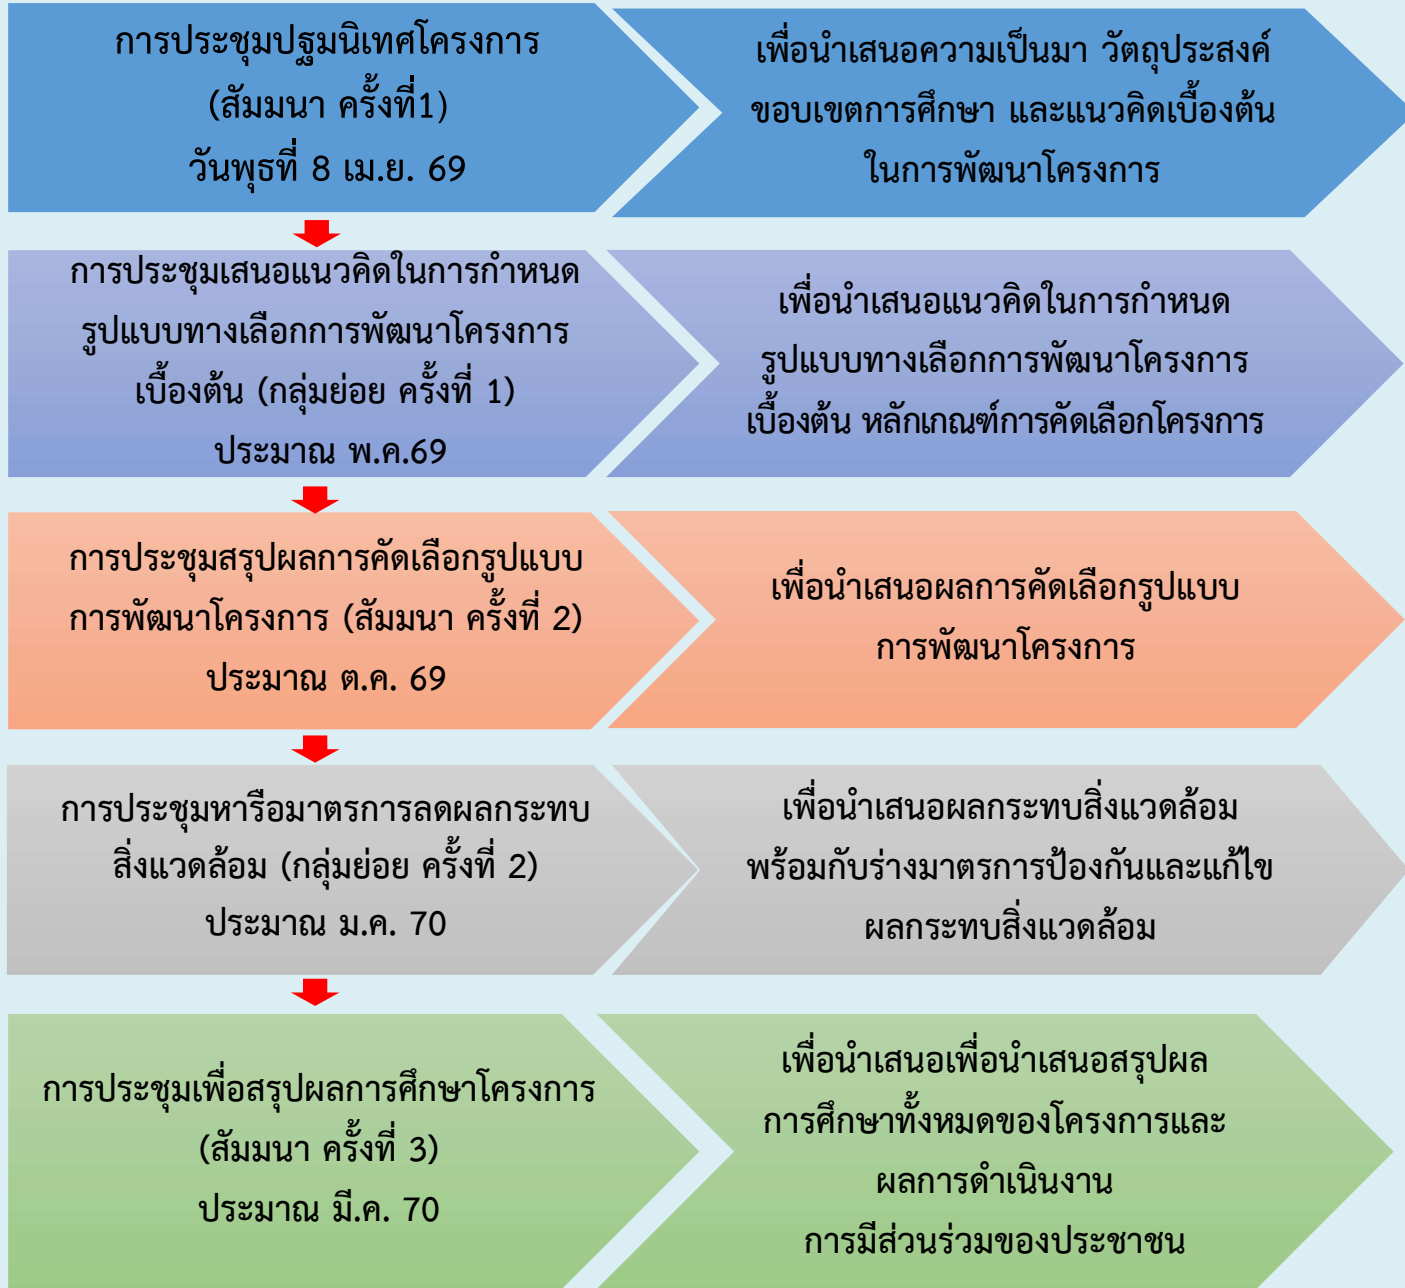 การประชุมปฐมนิเทศโครงการ
(สัมมนา ครั้งที่1)
วันพุธที่ 8 เม.ย. 69
เพื่อนำเสนอความเป็นมา วัตถุประสงค์
ขอบเขตการศึกษา และแนวคิดเบื้องต้น
ในการพัฒนาโครงการ
การประชุมเสนอแนวคิดในการกำหนด
รูปแบบทางเลือกการพัฒนาโครงการ
เบื้องต้น (กลุ่มย่อย ครั้งที่ 1)
ประมาณ พ.ค.69
เพื่อนำเสนอแนวคิดในการกำหนด
รูปแบบทางเลือกการพัฒนาโครงการ
เบื้องต้น หลักเกณฑ์การคัดเลือกโครงการ
การประชุมสรุปผลการคัดเลือกรูปแบบ
การพัฒนาโครงการ (สัมมนา ครั้งที่ 2)
ประมาณ ต.ค. 69
เพื่อนำเสนอผลการคัดเลือกรูปแบบ
การพัฒนาโครงการ
การประชุมหารือมาตรการลดผลกระทบ
สิ่งแวดล้อม (กลุ่มย่อย ครั้งที่ 2)
ประมาณ ม.ค. 70
เพื่อนำเสนอผลกระทบสิ่งแวดล้อม
พร้อมกับร่างมาตรการป้องกันและแก้ไข
ผลกระทบสิ่งแวดล้อม
การประชุมเพื่อสรุปผลการศึกษาโครงการ
(สัมมนา ครั้งที่ 3)
ประมาณ มี.ค. 70
เพื่อนำเสนอเพื่อนำเสนอสรุปผล
การศึกษาทั้งหมดของโครงการและ
ผลการดำเนินงาน
การมีส่วนร่วมของประชาชน